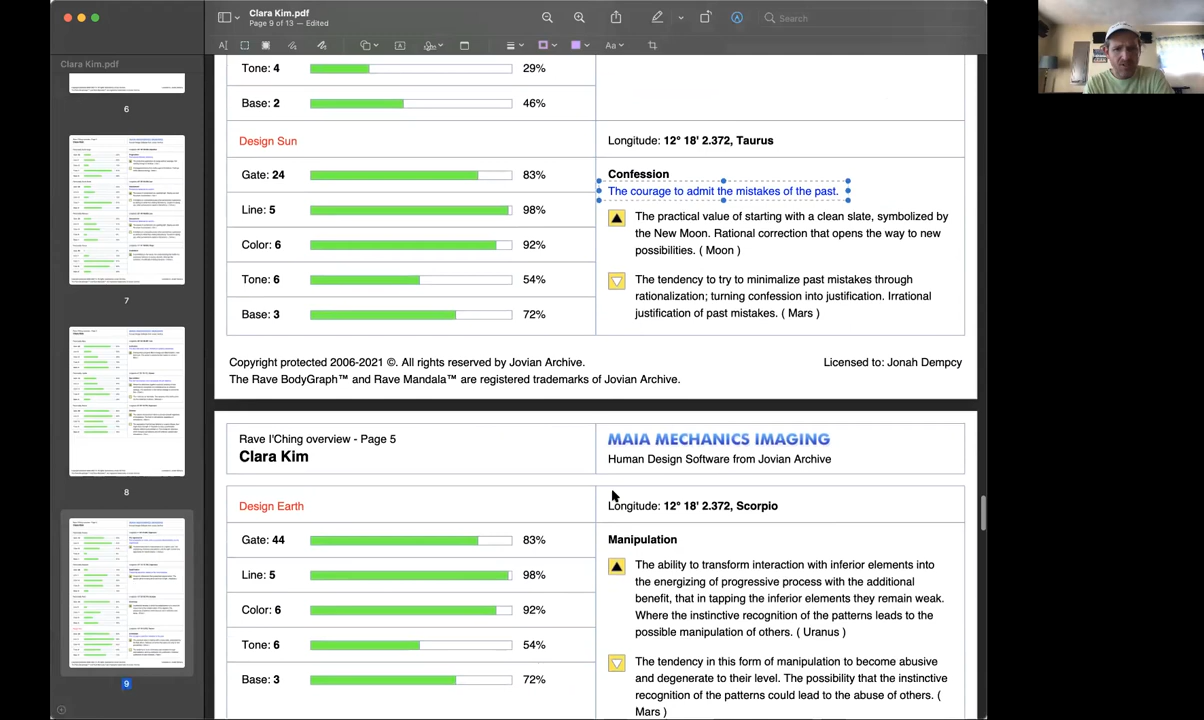 Clara Kim.pdf
Page 9 of 13 — Edited
Search
Aa
Clara Kim.pdf
6
7
8
9
Tone: 4 29%
Base: 2 46%
Design Sun
Gate: 24 83%
Line: 5 98%
Color: 6 92%
Tone: 6 54%
Base: 3 72%
Longitude: 12° 18' 2.372, Taurus
Confession
The courage to admit the mistakes of the past.
The practical value of starting with a clean slate, symbolized by
the New Moon. Rational correction that opens the way to new
possibilities. ( Moon )
The tendency to try to minimalize past mistakes through
rationalization; turning confession into justification. Irrational
justification of past mistakes. ( Mars )
Copyright protected 2006-2021 ©. All rights reserved by Jovian Archive.
The Rave BodyGraph™ and Rave Mandala™ are registered trademarks of Jovian Archive.
Licensed to: Jonah Dempcy
Rave I'Ching overview - Page 5
Clara Kim
MAIA MECHANICS IMAGING
Human Design Software from Jovian Archive
Design Earth
Gate: 44 83%
Line: 5 98%
Color: 6 92%
Tone: 6 54%
Base: 3 72%
Longitude: 12° 18' 2.372, Scorpio
Manipulation
The ability to transform interaction with inferior elements into
the energizing of progressive process with the additional
benefit, that in tapping the inferior elements they remain weak.
Where the instinctive recognition of the patterns leads to the
possible manipulation of others. ( Uranus )
The tendency in this form of manipulation to become abusive
and degenerate to their level. The possibility that the instinctive
recognition of the patterns could lead to the abuse of others. (
Mars )